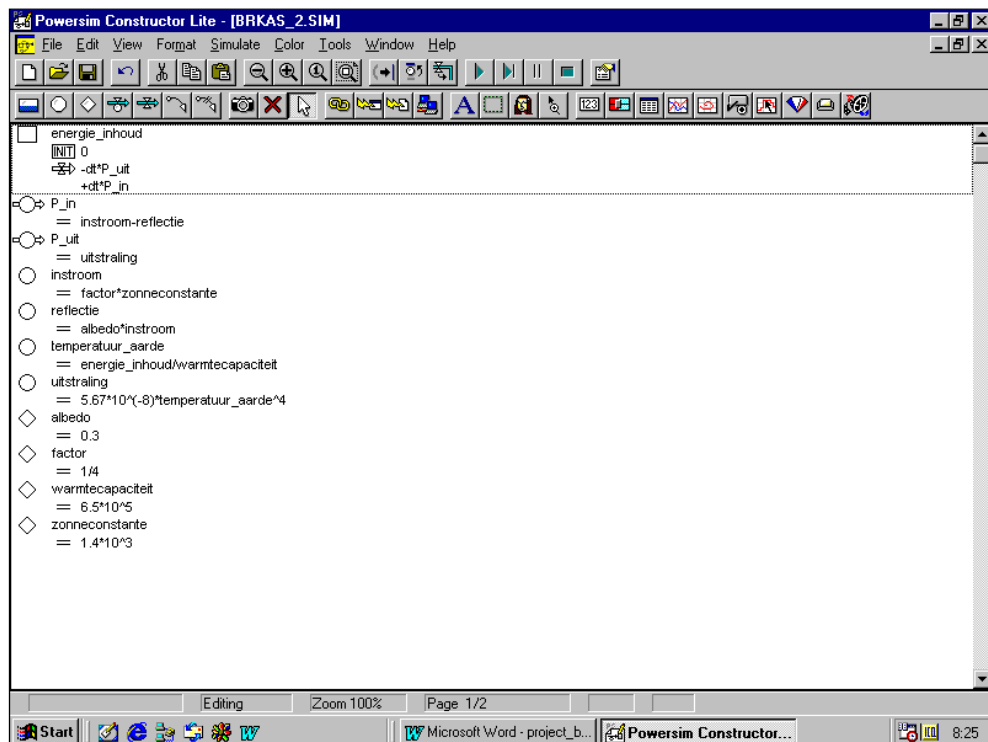 Powersim Constructor Lite - [BRKAS_2.SIM]
File Edit View Format Simulate Color Tools Window Help
energie_inhoud
INIT 0
-dt*P_uit
+dt*P_in
P_in
= instroom-reflectie
P_uit
= uitstraling
instroom
= factor*zonneconstante
reflectie
= albedo*instroom
temperatuur_aarde
= energie_inhoud/warmtecapaciteit
uitstraling
= 5.67*10^(-8)*temperatuur_aarde^4
albedo
= 0.3
factor
= 1/4
warmtecapaciteit
= 6.5*10^5
zonneconstante
= 1.4*10^3
Editing Zoom 100% Page 1/2
Start Microsoft Word - project_b... Powersim Constructor... 8:25